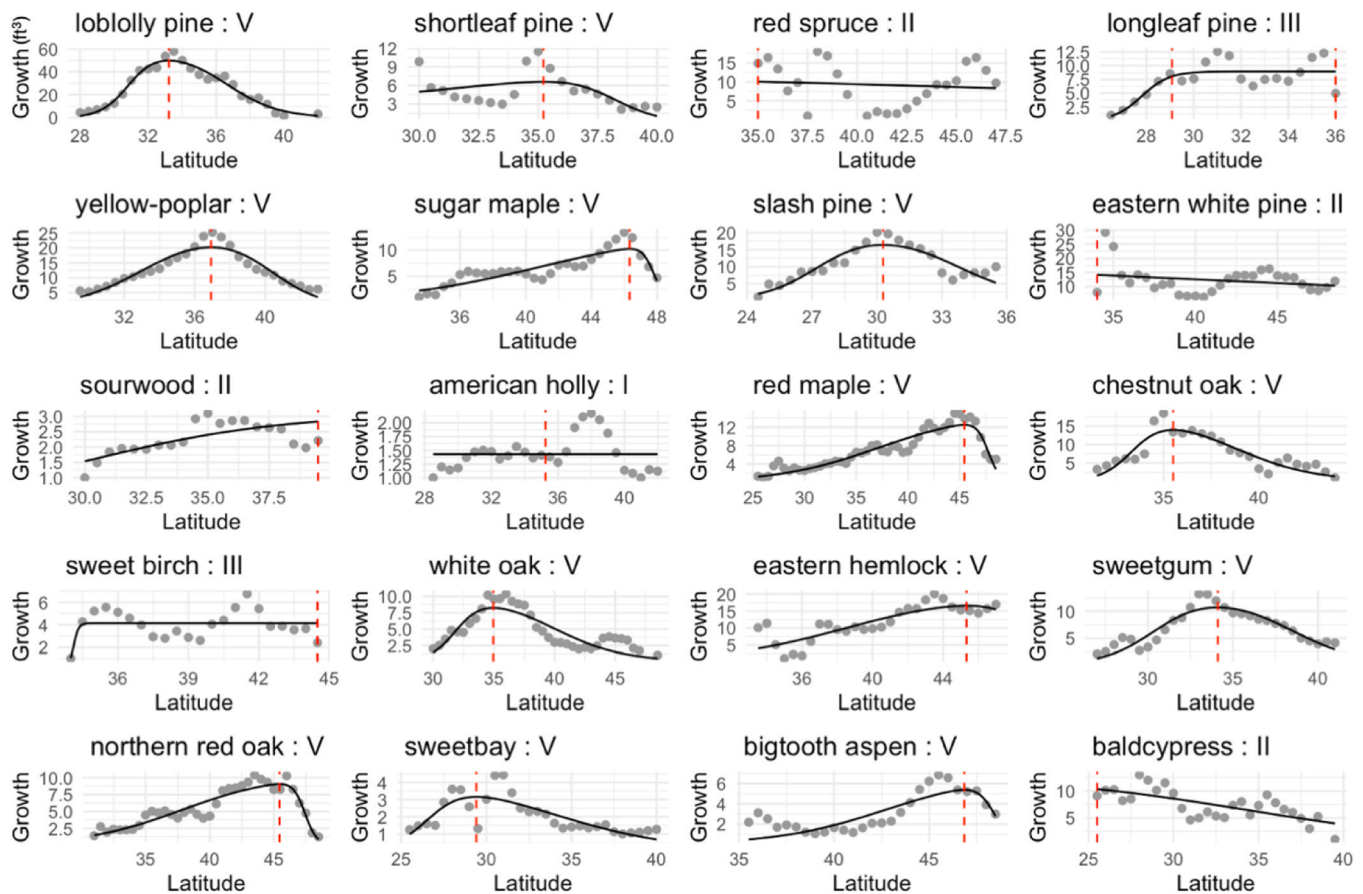 loblolly pine : V shortleaf pine : V red spruce : II longleaf pine : III
Growth (ft³) 60 40 20 0 28 32 36 40 Latitude
Growth 12 9 6 3 30.0 32.5 35.0 37.5 40.0 Latitude
Growth 15 10 5 35.0 37.5 40.0 42.5 45.0 47.5 Latitude
Growth 12.5 10.0 7.5 5.0 2.5 28 30 32 34 36 Latitude
yellow-poplar : V sugar maple : V slash pine : V eastern white pine : II
Growth 25 20 15 10 5 32 36 40 Latitude
Growth 10 5 36 40 44 48 Latitude
Growth 20 15 10 5 24 27 30 33 36 Latitude
Growth 30 25 20 15 10 35 40 45 Latitude
sourwood : II american holly : I red maple : V chestnut oak : V
Growth 3.0 2.5 2.0 1.5 1.0 30.0 32.5 35.0 37.5 Latitude
Growth 2.00 1.75 1.50 1.25 1.00 28 32 36 40 Latitude
Growth 12 8 4 25 30 35 40 45 Latitude
Growth 15 10 5 35 40 Latitude
sweet birch : III white oak : V eastern hemlock : V sweetgum : V
Growth 6 4 2 36 39 42 45 Latitude
Growth 10.0 7.5 5.0 2.5 30 35 40 45 Latitude
Growth 20 15 10 5 36 40 44 Latitude
Growth 10 5 30 35 40 Latitude
northern red oak : V sweetbay : V bigtooth aspen : V baldcypress : II
Growth 10.0 7.5 5.0 2.5 35 40 45 Latitude
Growth 4 3 2 1 25 30 35 40 Latitude
Growth 6 4 2 35 40 45 Latitude
Growth 10 5 25 30 35 40 Latitude